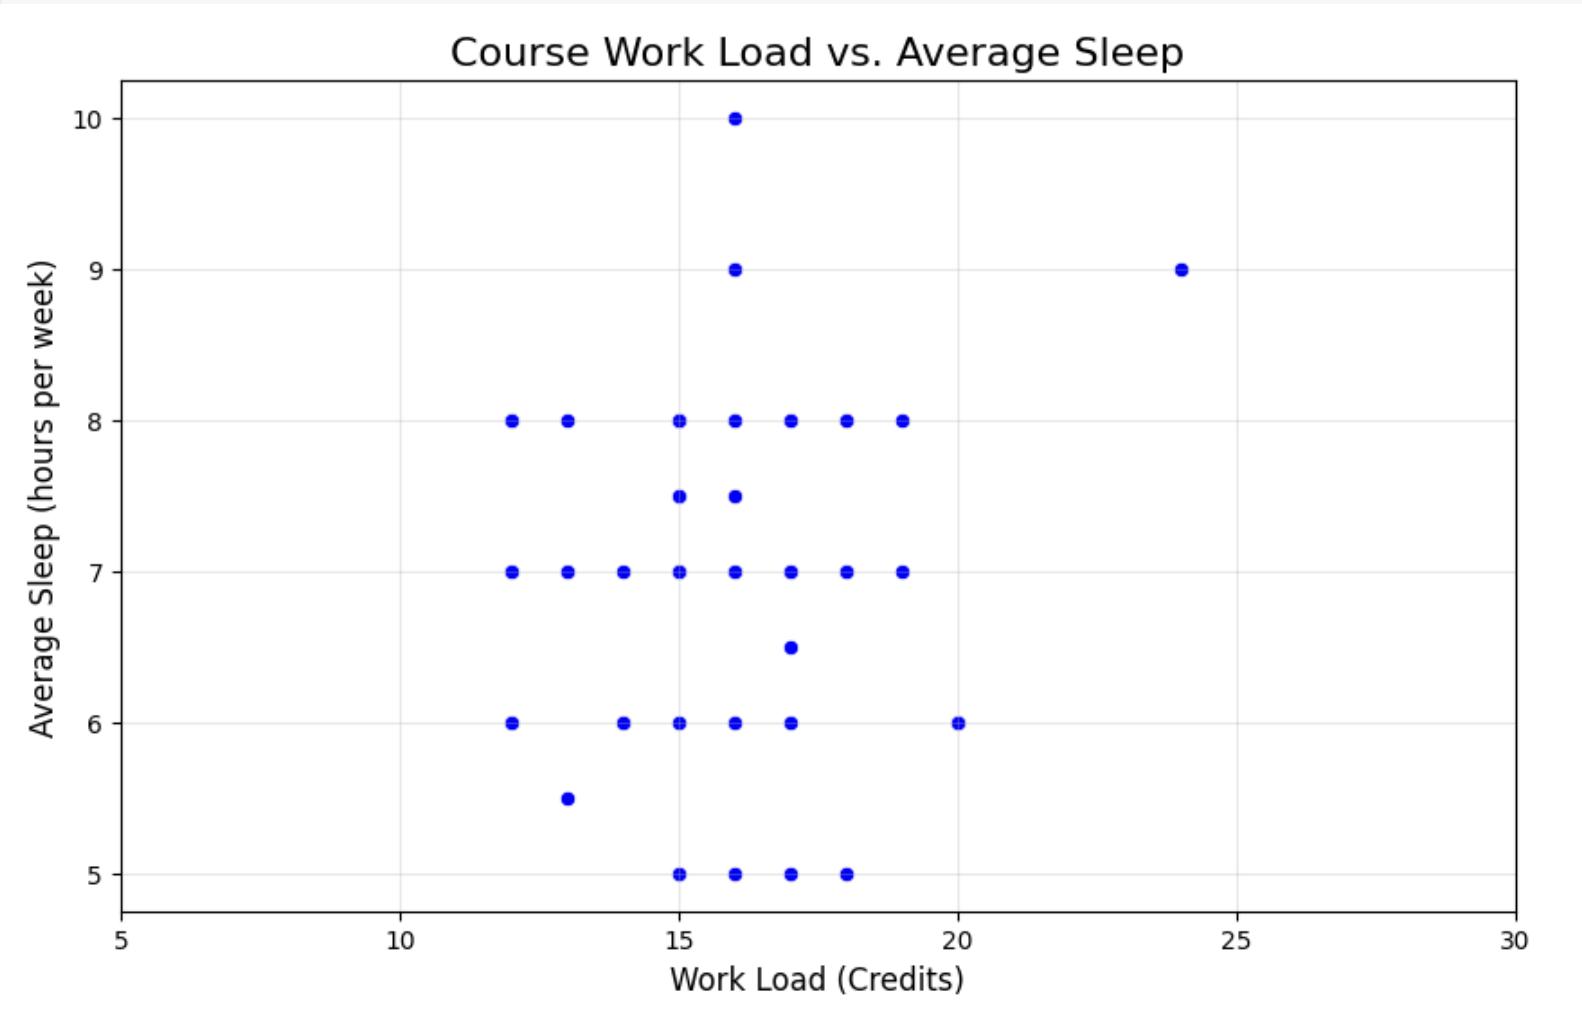 Course Work Load vs. Average Sleep
Average Sleep (hours per week)
10
9
8
7
6
5
5 10 15 20 25 30
Work Load (Credits)